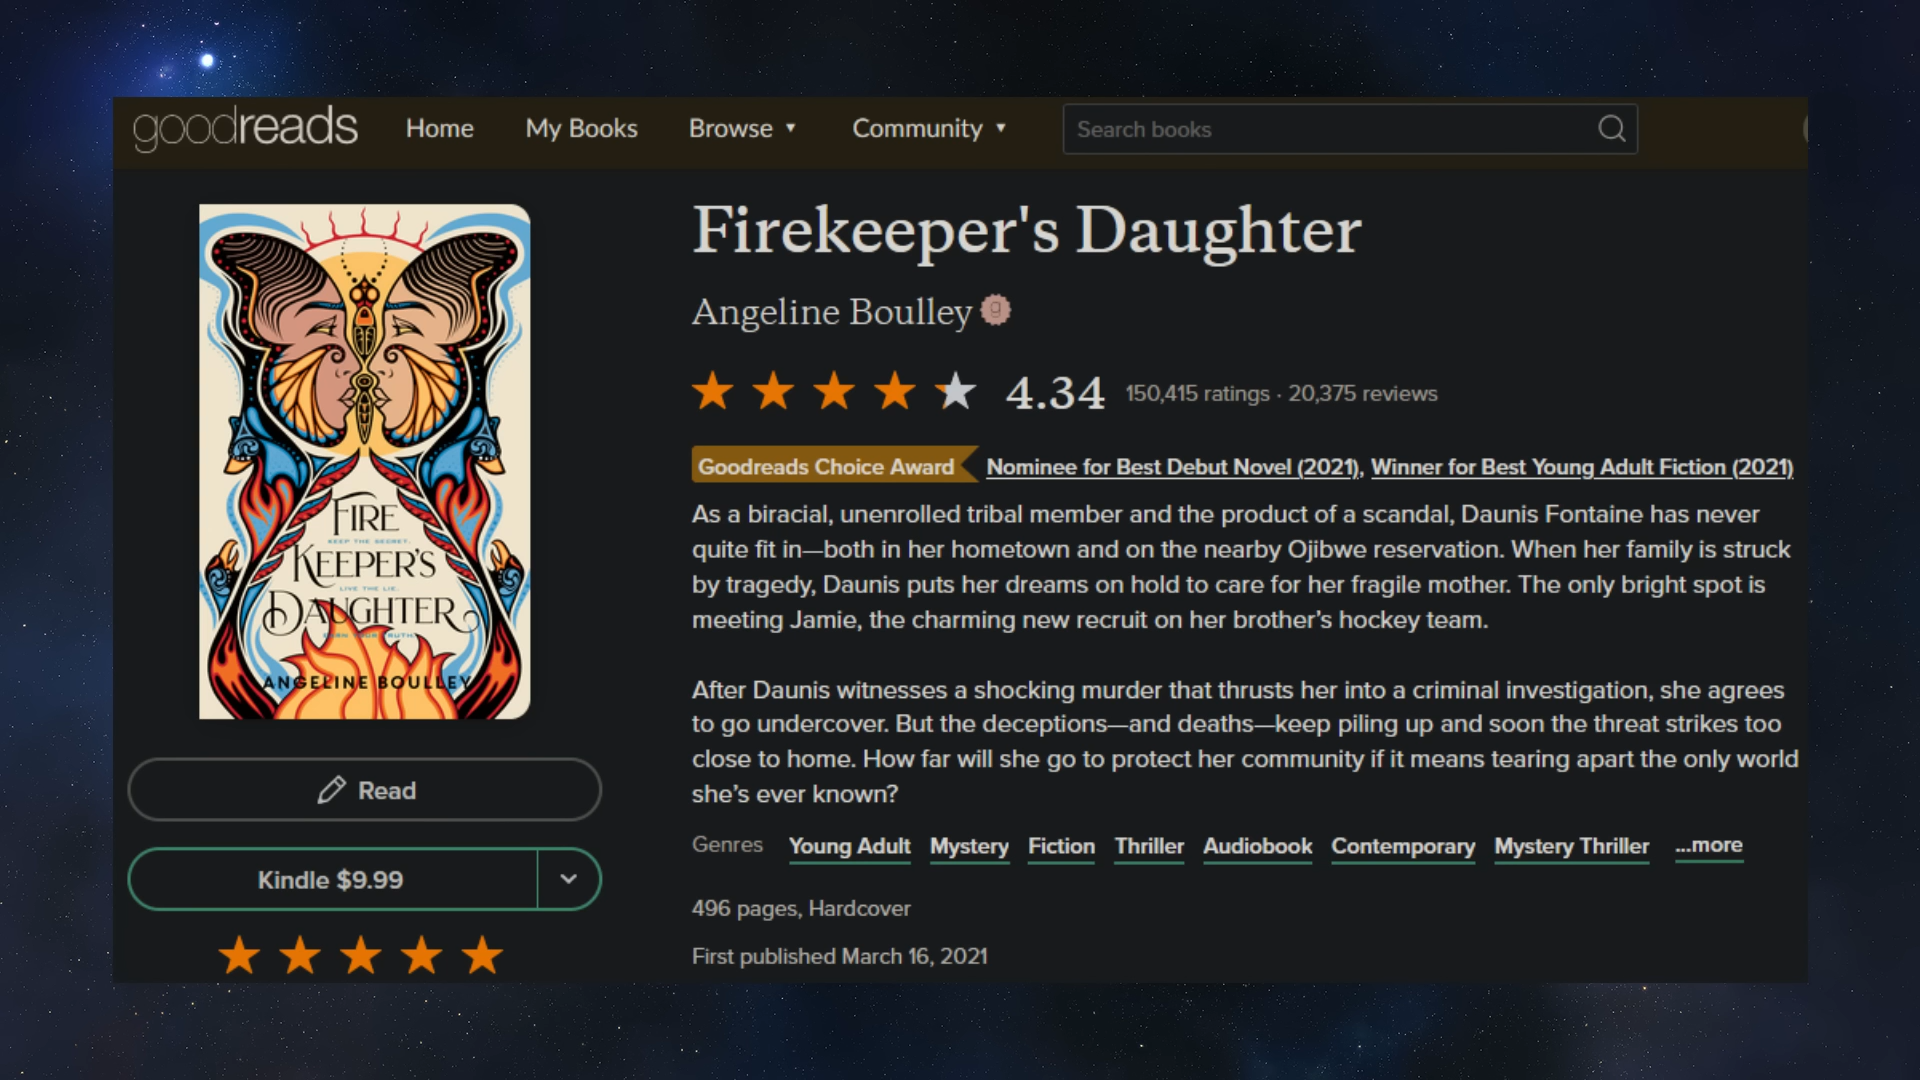 goodreads Home My Books Browse ▼ Community ▼ Search books
FIRE
KEEP THE SECRET.
KEEPER'S
LIVE THE LIE.
DAUGHTER
ANGELINE BOULLEY
Read
Kindle $9.99
Firekeeper's Daughter
Angeline Boulley
4.34 150,415 ratings · 20,375 reviews
Goodreads Choice Award Nominee for Best Debut Novel (2021), Winner for Best Young Adult Fiction (2021)
As a biracial, unenrolled tribal member and the product of a scandal, Daunis Fontaine has never
quite fit in—both in her hometown and on the nearby Ojibwe reservation. When her family is struck
by tragedy, Daunis puts her dreams on hold to care for her fragile mother. The only bright spot is
meeting Jamie, the charming new recruit on her brother’s hockey team.
After Daunis witnesses a shocking murder that thrusts her into a criminal investigation, she agrees
to go undercover. But the deceptions—and deaths—keep piling up and soon the threat strikes too
close to home. How far will she go to protect her community if it means tearing apart the only world
she’s ever known?
Genres Young Adult Mystery Fiction Thriller Audiobook Contemporary Mystery Thriller ...more
496 pages, Hardcover
First published March 16, 2021